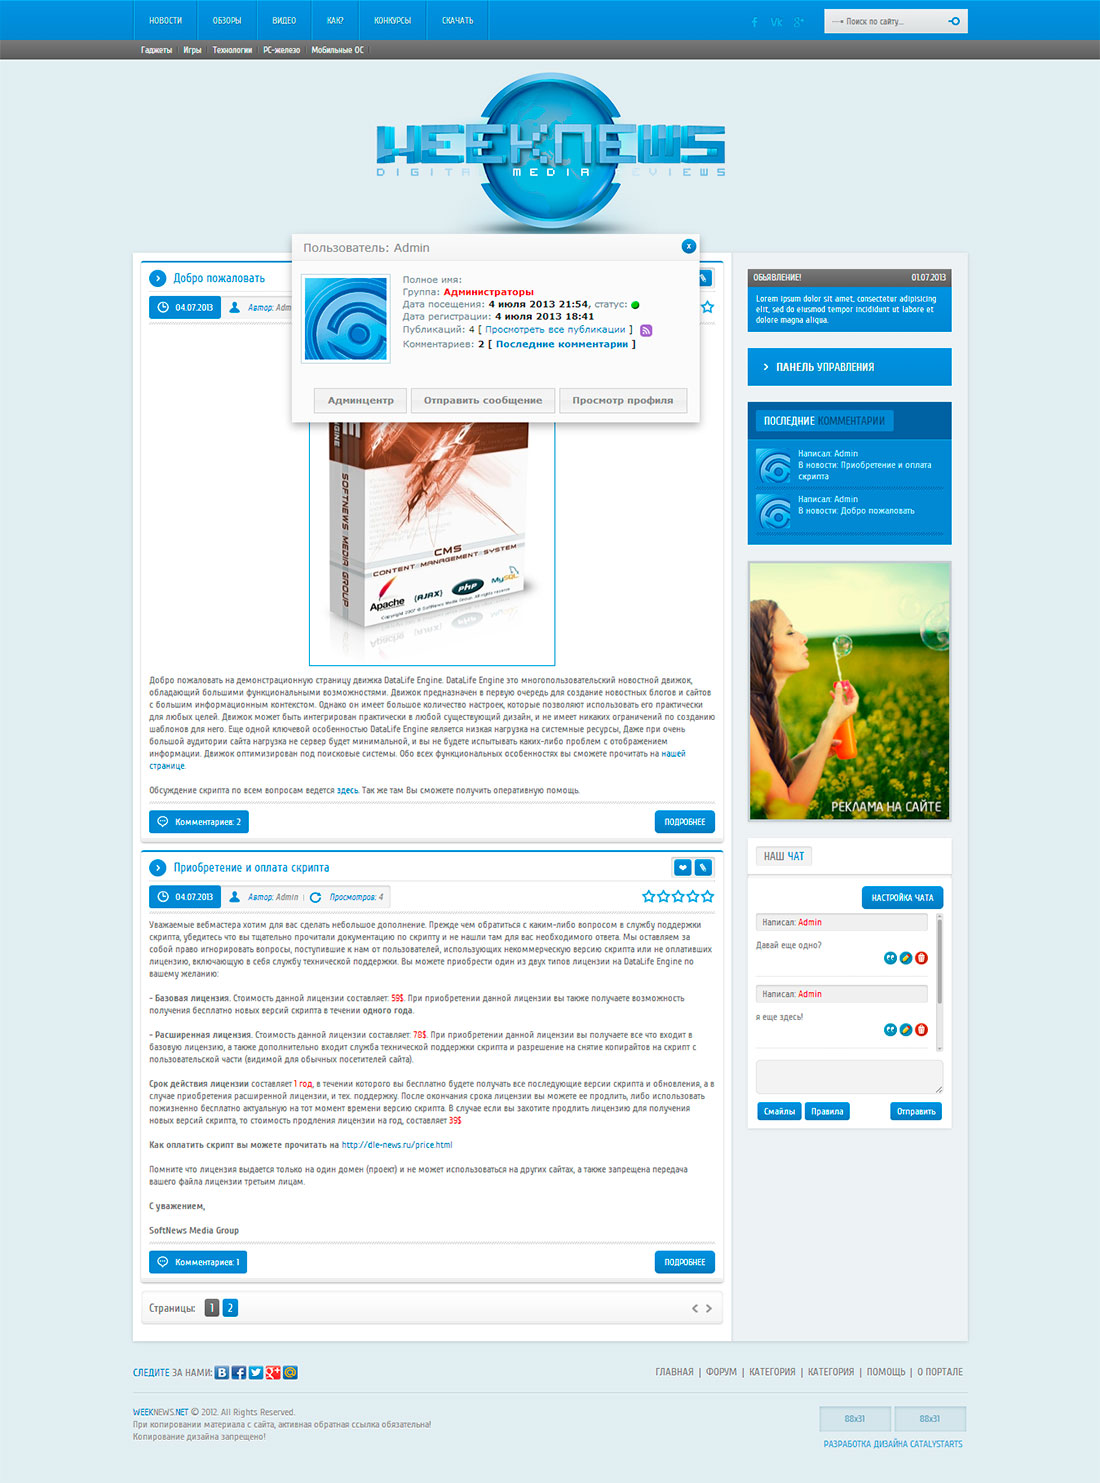 НОВОСТИ ОБЗОРЫ ВИДЕО КАК? КОНКУРСЫ СКАЧАТЬ
Vk g+ Поиск по сайту...
Гаджеты Игры Технологии PC-железо Мобильные ОС
WEEKNEWS
DIGITAL MEDIA REVIEWS
Пользователь: Admin
x
Полное имя:
Группа: Администраторы
Дата посещения: 4 июля 2013 21:54, статус:
Дата регистрации: 4 июля 2013 18:41
Публикаций: 4 [ Просмотреть все публикации ]
Комментариев: 2 [ Последние комментарии ]
Админцентр Отправить сообщение Просмотр профиля
Добро пожаловать
04.07.2013 Автор: Adm
SOFTNEWS MEDIA GROUP
CMS
CONTENT MANAGEMENT SYSTEM
Apache {AJAX} php MySQL
Copyright 2007 © SoftNews Media Group. All rights reserve
Добро пожаловать на демонстрационную страницу движка DataLife Engine. DataLife Engine это многопользовательский новостной движок,
обладающий большими функциональными возможностями. Движок предназначен в первую очередь для создание новостных блогов и сайтов
с большим информационным контекстом. Однако он имеет большое количество настроек, которые позволяют использовать его практически
для любых целей. Движок может быть интегрирован практически в любой существующий дизайн, и не имеет никаких ограничений по созданию
шаблонов для него. Еще одной ключевой особенностью DataLife Engine является низкая нагрузка на системные ресурсы, Даже при очень
большой аудитории сайта нагрузка не сервер будет минимальной, и вы не будете испытывать каких-либо проблем с отображением
информации. Движок оптимизирован под поисковые системы. Обо всех функциональных особенностях вы сможете прочитать на нашей
странице.
Обсуждение скрипта по всем вопросам ведется здесь. Так же там Вы сможете получить оперативную помощь.
Комментариев: 2 ПОДРОБНЕЕ
Приобретение и оплата скрипта
04.07.2013 Автор: Admin | Просмотров: 4
Уважаемые вебмастера хотим для вас сделать небольшое дополнение. Прежде чем обратиться с каким-либо вопросом в службу поддержки
скрипта, убедитесь что вы тщательно прочитали документацию по скрипту и не нашли там для вас необходимого ответа. Мы оставляем за
собой право игнорировать вопросы, поступившие к нам от пользователей, использующих некоммерческую версию скрипта или не оплативших
лицензию, включающую в себя службу технической поддержки. Вы можете приобрести один из двух типов лицензии на DataLife Engine по
вашему желанию:
- Базовая лицензия. Стоимость данной лицензии составляет: 59$. При приобретении данной лицензии вы также получаете возможность
получения бесплатно новых версий скрипта в течении одного года.
- Расширенная лицензия. Стоимость данной лицензии составляет: 78$. При приобретении данной лицензии вы получаете все что входит в
базовую лицензию, а также дополнительно входит служба технической поддержки скрипта и разрешение на снятие копирайтов на скрипт с
пользовательской части (видимой для обычных посетителей сайта).
Срок действия лицензии составляет 1 год, в течении которого вы бесплатно будете получать все последующие версии скрипта и обновления, а в
случае приобретения расширенной лицензии, и тех. поддержку. После окончания срока лицензии вы можете ее продлить, либо использовать
пожизненно бесплатно актуальную на тот момент времени версию скрипта. В случае если вы захотите продлить лицензию для получения
новых версий скрипта, то стоимость продления лицензии на год, составляет 39$
Как оплатить скрипт вы можете прочитать на http://dle-news.ru/price.html
Помните что лицензия выдается только на один домен (проект) и не может использоваться на других сайтах, а также запрещена передача
вашего файла лицензии третьим лицам.
С уважением,
SoftNews Media Group
Комментариев: 1 ПОДРОБНЕЕ
Страницы: 1 2
ОБЬЯВЛЕНИЕ! 01.07.2013
Lorem ipsum dolor sit amet, consectetur adipisicing
elit, sed do eiusmod tempor incididunt ut labore et
dolore magna aliqua.
ПАНЕЛЬ УПРАВЛЕНИЯ
ПОСЛЕДНИЕ КОММЕНТАРИИ
Написал: Admin
В новости: Приобретение и оплата
скрипта
Написал: Admin
В новости: Добро пожаловать
РЕКЛАМА НА САЙТЕ
НАШ ЧАТ
НАСТРОЙКА ЧАТА
Написал: Admin
Давай еще одно?
Написал: Admin
я еще здесь!
Смайлы Правила Отправить
СЛЕДИТЕ ЗА НАМИ:
ГЛАВНАЯ | ФОРУМ | КАТЕГОРИЯ | КАТЕГОРИЯ | ПОМОЩЬ | О ПОРТАЛЕ
WEEKNEWS.NET © 2012. All Rights Reserved.
При копировании материала с сайта, активная обратная ссылка обязательна!
Копирование дизайна запрещено!
88x31 88x31
РАЗРАБОТКА ДИЗАЙНА CATALYSTARTS